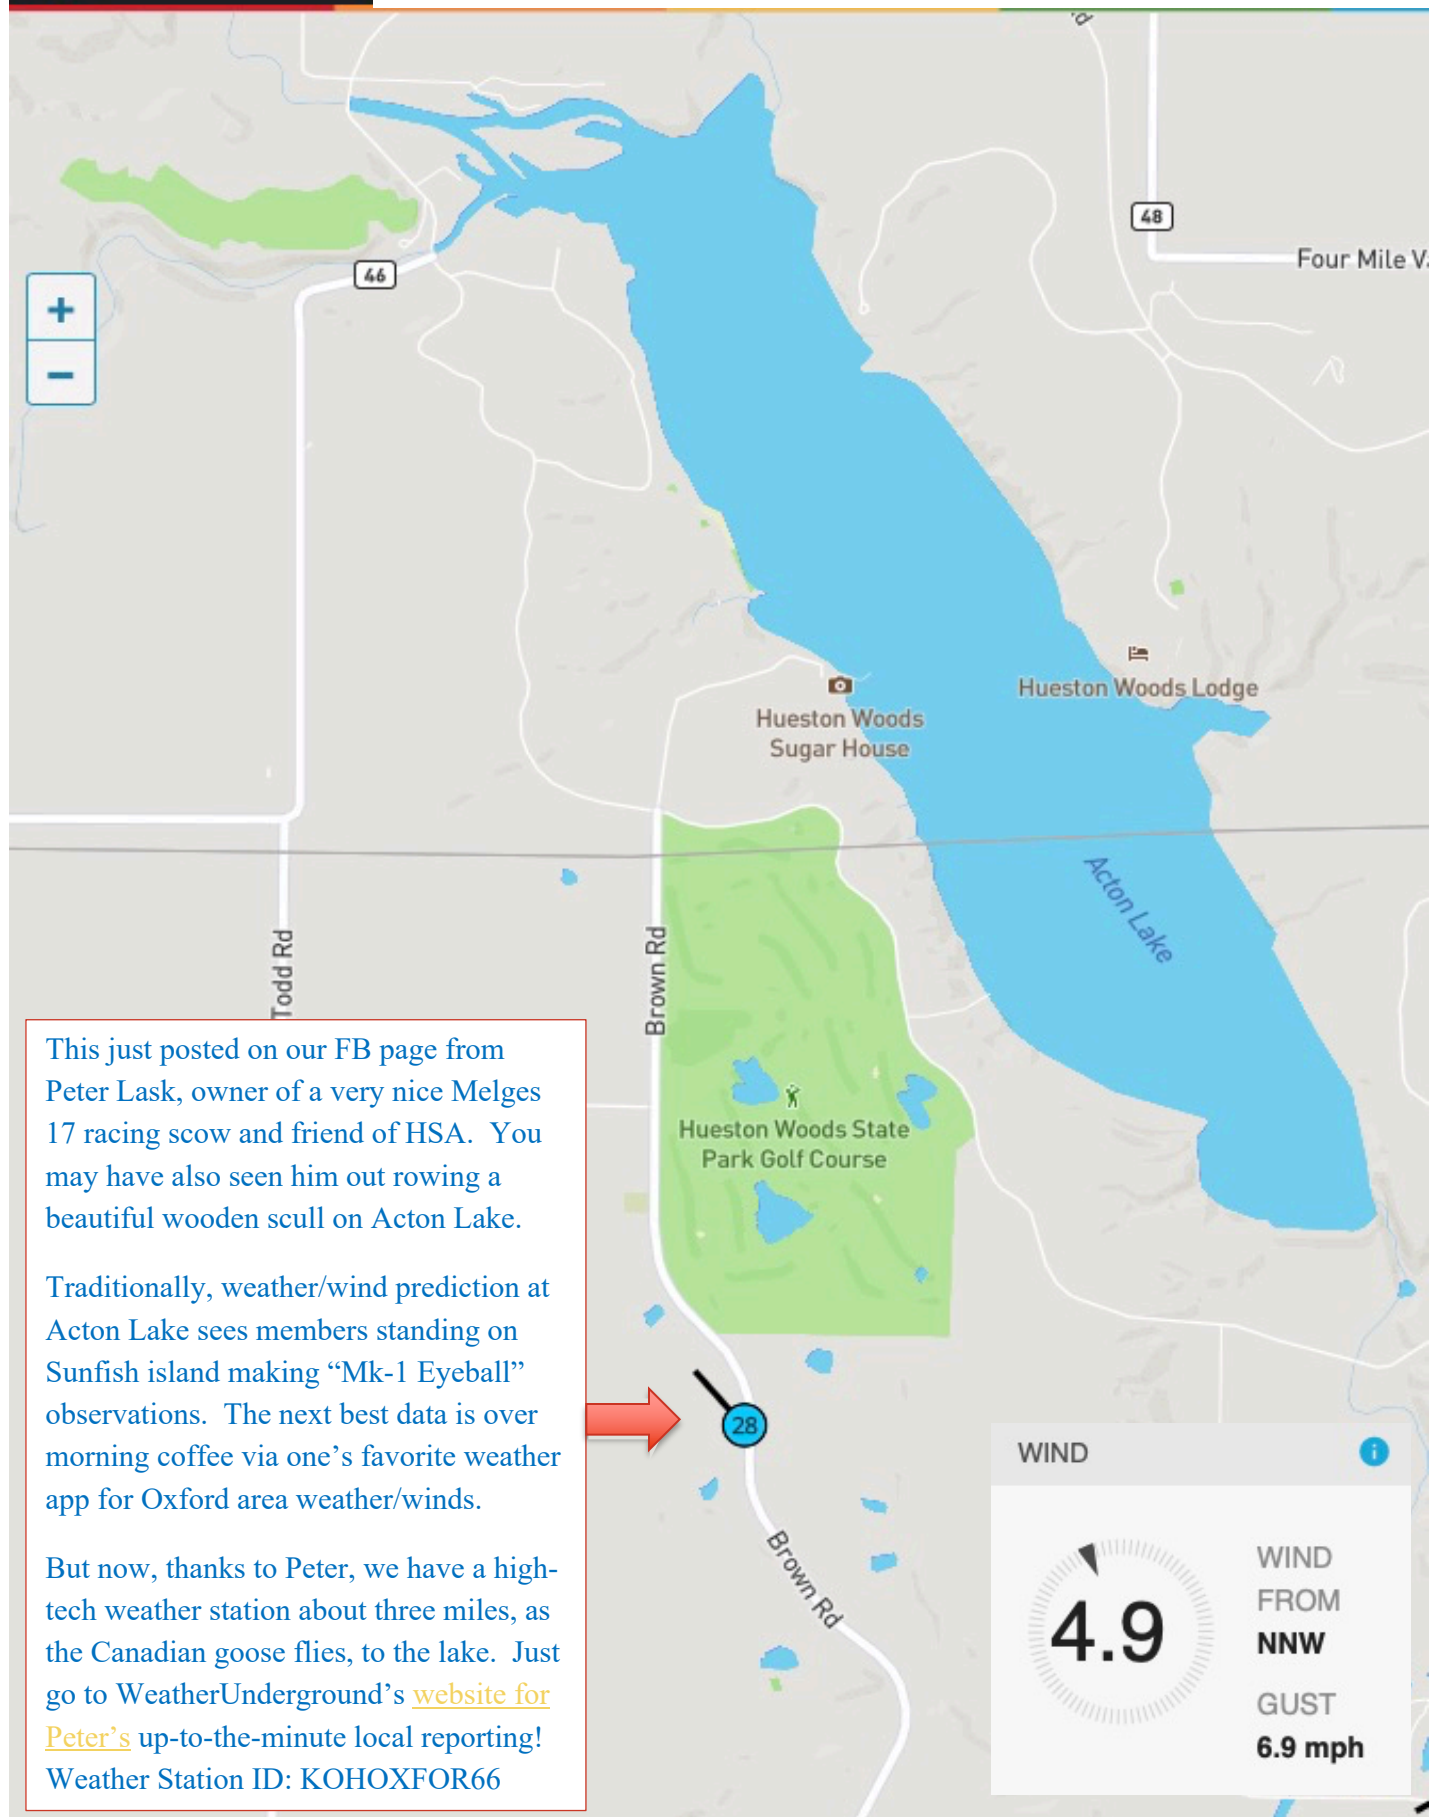 48
Four Mile V
46
+
−
Hueston Woods Lodge
Hueston Woods
Sugar House
Acton Lake
Todd Rd
Brown Rd
Hueston Woods State
Park Golf Course
This just posted on our FB page from
Peter Lask, owner of a very nice Melges
17 racing scow and friend of HSA.  You
may have also seen him out rowing a
beautiful wooden scull on Acton Lake.
Traditionally, weather/wind prediction at
Acton Lake sees members standing on
Sunfish island making “Mk-1 Eyeball”
observations.  The next best data is over
morning coffee via one’s favorite weather
app for Oxford area weather/winds.
But now, thanks to Peter, we have a high-
tech weather station about three miles, as
the Canadian goose flies, to the lake.  Just
go to WeatherUnderground’s website for
Peter’s up-to-the-minute local reporting!
Weather Station ID: KOHOXFOR66
28
Brown Rd
WIND
i
4.9
WIND
FROM
NNW
GUST
6.9 mph